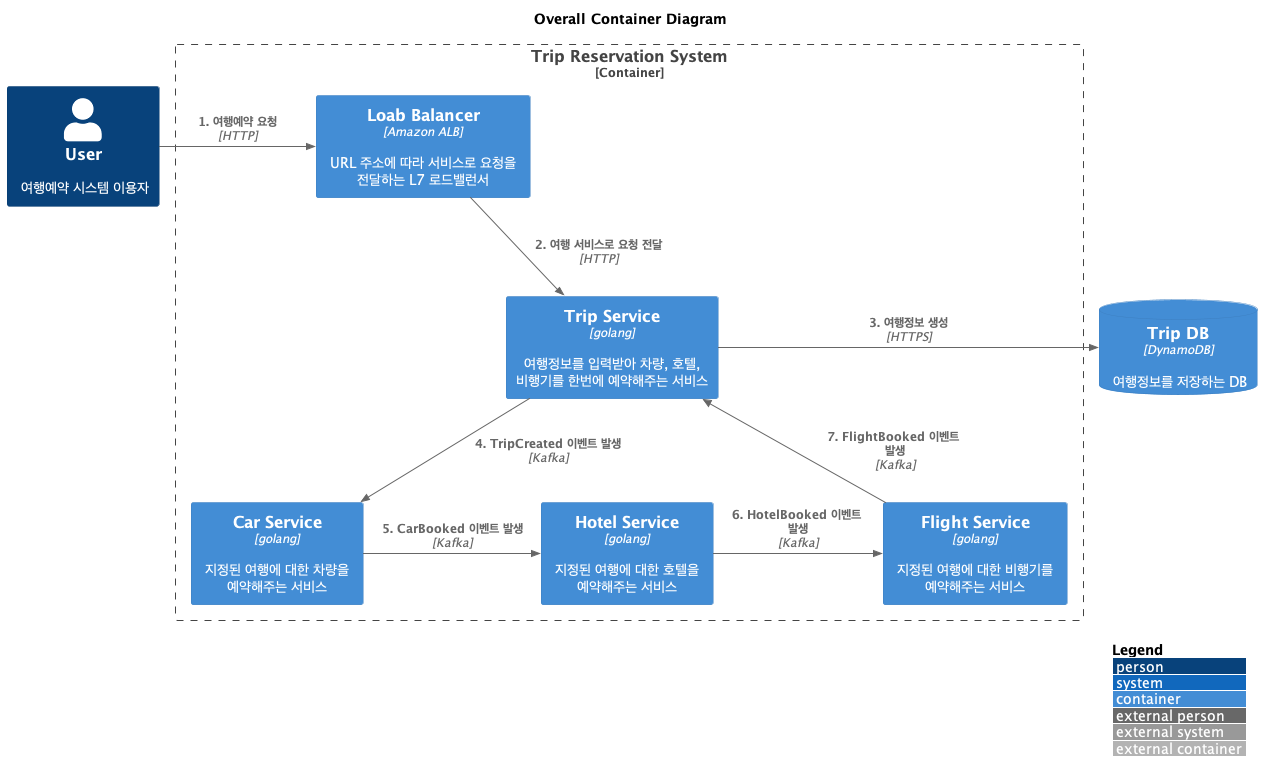 Overall Container Diagram
Trip Reservation System
[Container]
User
여행예약 시스템 이용자
1. 여행예약 요청
[HTTP]
Loab Balancer
[Amazon ALB]
URL 주소에 따라 서비스로 요청을
전달하는 L7 로드밸런서
2. 여행 서비스로 요청 전달
[HTTP]
Trip Service
[golang]
여행정보를 입력받아 차량, 호텔,
비행기를 한번에 예약해주는 서비스
3. 여행정보 생성
[HTTPS]
Trip DB
[DynamoDB]
여행정보를 저장하는 DB
4. TripCreated 이벤트 발생
[Kafka]
7. FlightBooked 이벤트
발생
[Kafka]
Car Service
[golang]
지정된 여행에 대한 차량을
예약해주는 서비스
5. CarBooked 이벤트 발생
[Kafka]
Hotel Service
[golang]
지정된 여행에 대한 호텔을
예약해주는 서비스
6. HotelBooked 이벤트
발생
[Kafka]
Flight Service
[golang]
지정된 여행에 대한 비행기를
예약해주는 서비스
Legend
person
system
container
external person
external system
external container